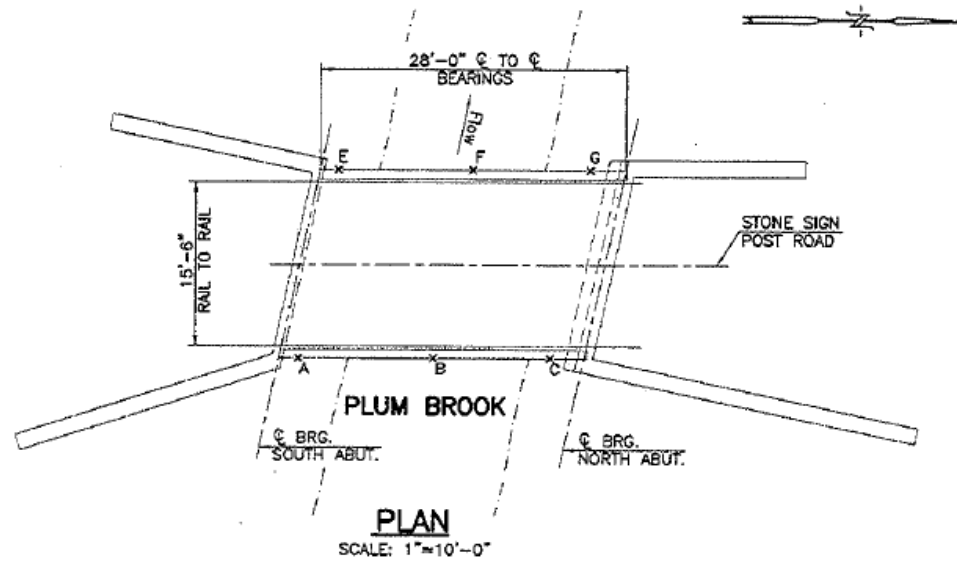 28'-0" ℄ TO ℄
BEARINGS
Flow
E
F
G
15'-6"
RAIL TO RAIL
STONE SIGN
POST ROAD
A
B
C
PLUM BROOK
℄ BRG.
SOUTH ABUT.
℄ BRG.
NORTH ABUT.
PLAN
SCALE: 1"=10'-0"
N